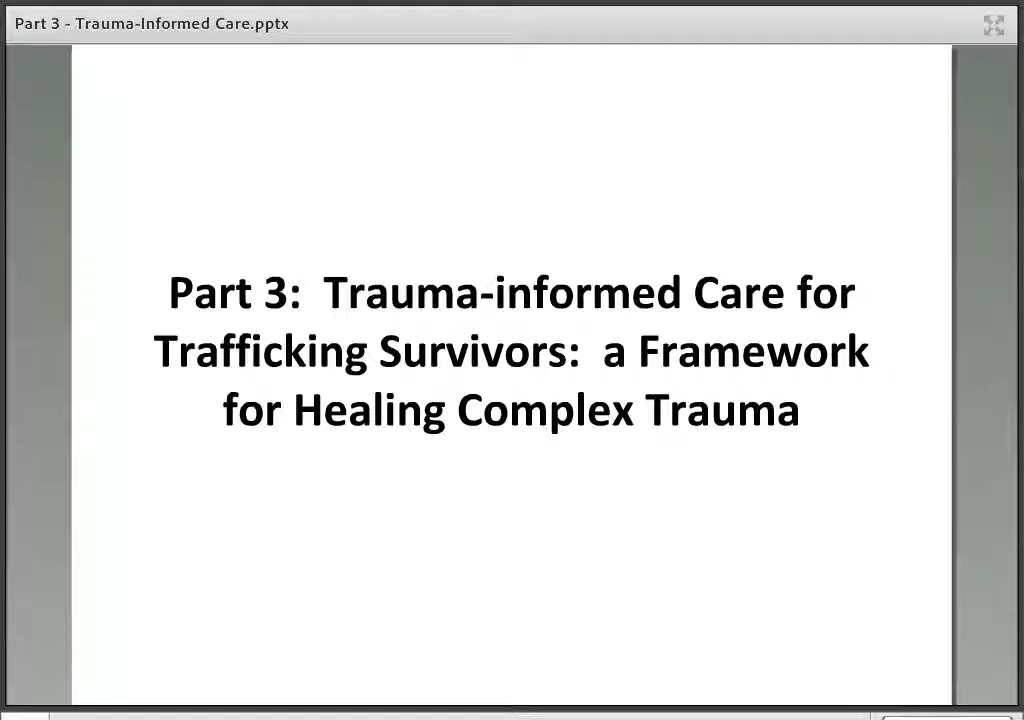 Part 3 - Trauma-Informed Care.pptx
Part 3:  Trauma-informed Care for
Trafficking Survivors:  a Framework
for Healing Complex Trauma